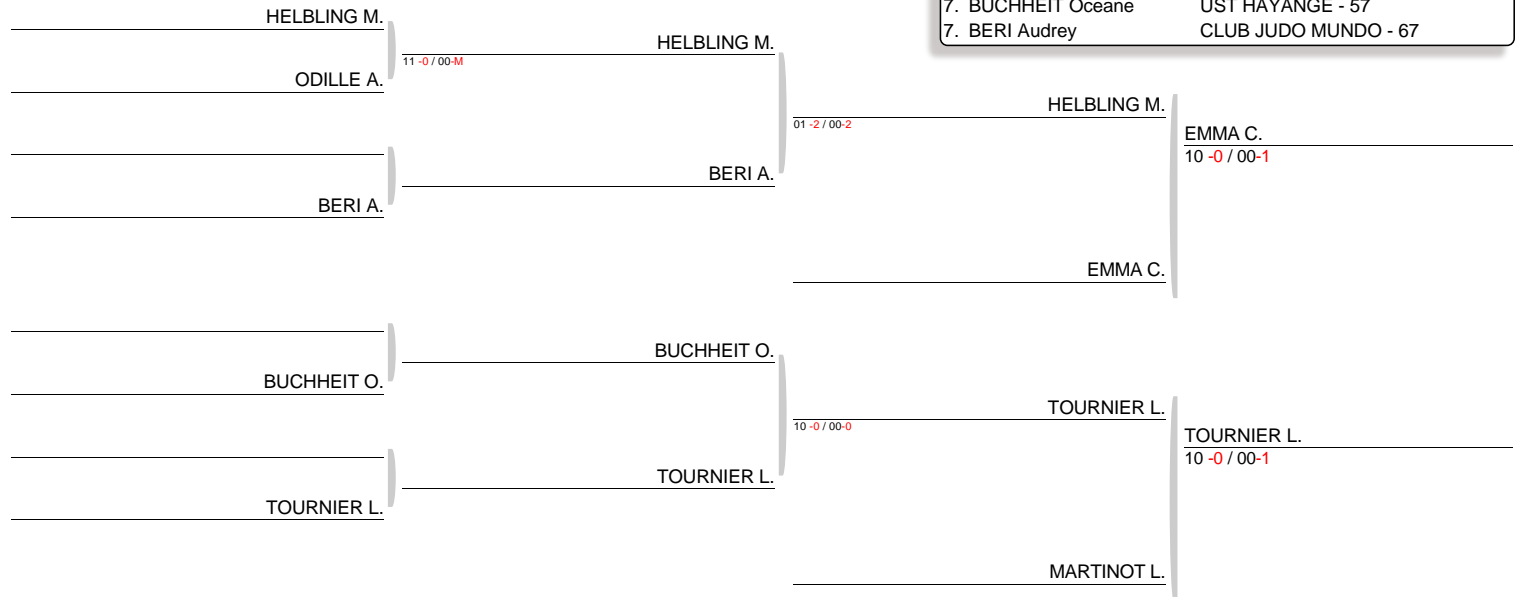 7. BUCHHEIT Oceane UST HAYANGE - 57
7. BERI Audrey CLUB JUDO MUNDO - 67
HELBLING M.
ODILLE A.
BERI A.
BUCHHEIT O.
TOURNIER L.
HELBLING M.
11 -0 / 00-M
BERI A.
BUCHHEIT O.
TOURNIER L.
HELBLING M.
01 -2 / 00-2
EMMA C.
TOURNIER L.
10 -0 / 00-0
MARTINOT L.
EMMA C.
10 -0 / 00-1
TOURNIER L.
10 -0 / 00-1